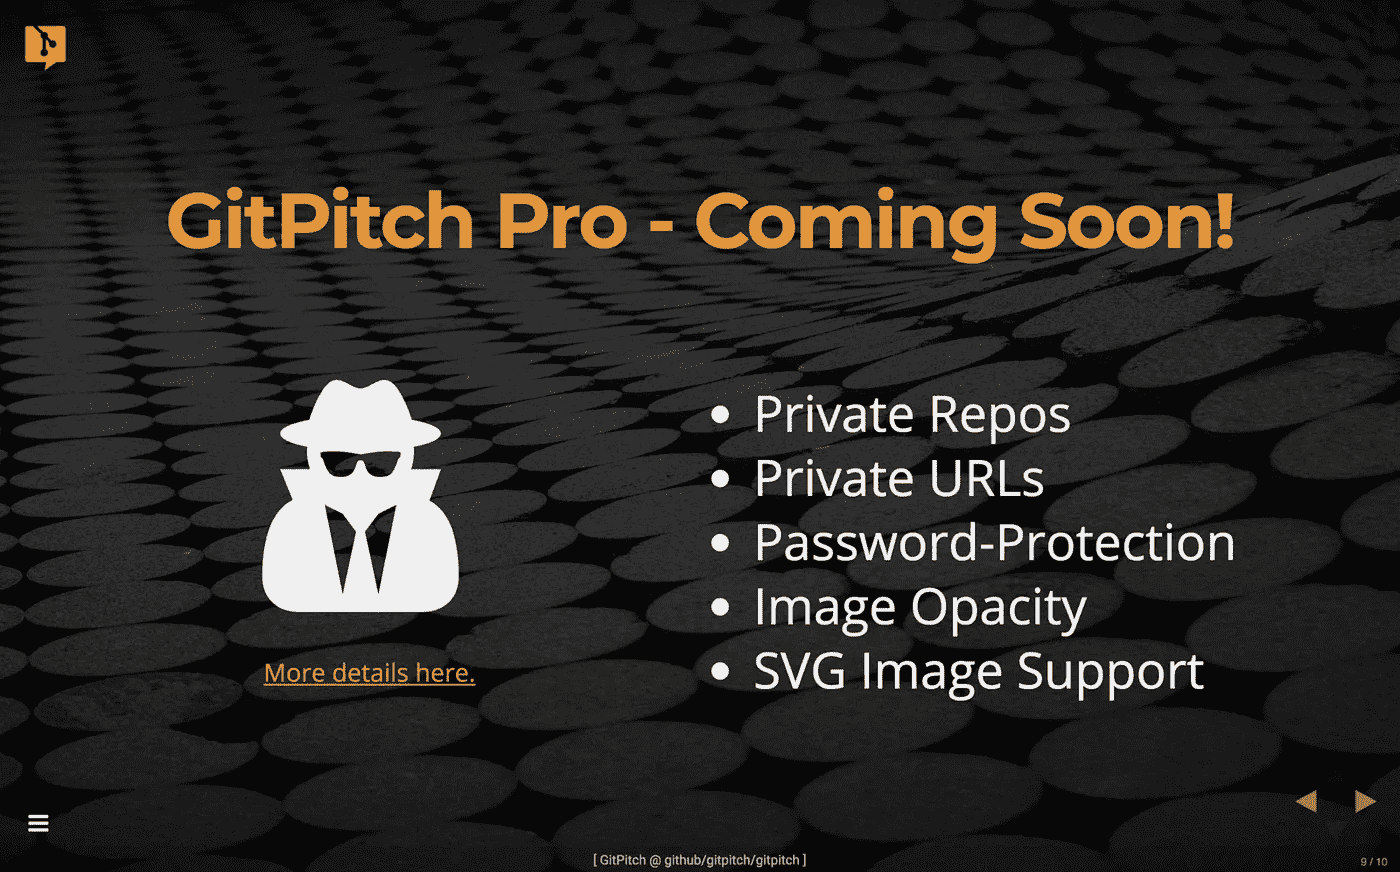 GitPitch Pro - Coming Soon!
More details here.
Private Repos
Private URLs
Password-Protection
Image Opacity
SVG Image Support
[ GitPitch @ github/gitpitch/gitpitch ]
9 / 10